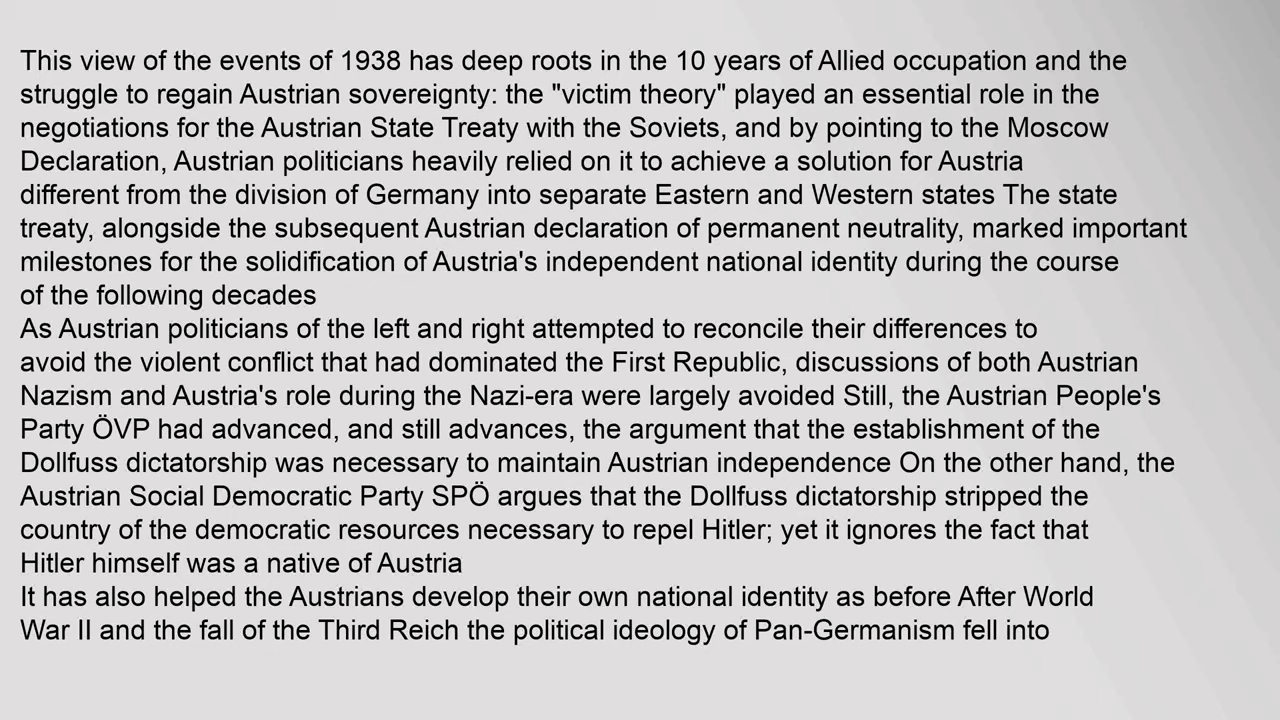 This view of the events of 1938 has deep roots in the 10 years of Allied occupation and the
struggle to regain Austrian sovereignty: the "victim theory" played an essential role in the
negotiations for the Austrian State Treaty with the Soviets, and by pointing to the Moscow
Declaration, Austrian politicians heavily relied on it to achieve a solution for Austria
different from the division of Germany into separate Eastern and Western states The state
treaty, alongside the subsequent Austrian declaration of permanent neutrality, marked important
milestones for the solidification of Austria's independent national identity during the course
of the following decades
As Austrian politicians of the left and right attempted to reconcile their differences to
avoid the violent conflict that had dominated the First Republic, discussions of both Austrian
Nazism and Austria's role during the Nazi-era were largely avoided Still, the Austrian People's
Party ÖVP had advanced, and still advances, the argument that the establishment of the
Dollfuss dictatorship was necessary to maintain Austrian independence On the other hand, the
Austrian Social Democratic Party SPÖ argues that the Dollfuss dictatorship stripped the
country of the democratic resources necessary to repel Hitler; yet it ignores the fact that
Hitler himself was a native of Austria
It has also helped the Austrians develop their own national identity as before After World
War II and the fall of the Third Reich the political ideology of Pan-Germanism fell into